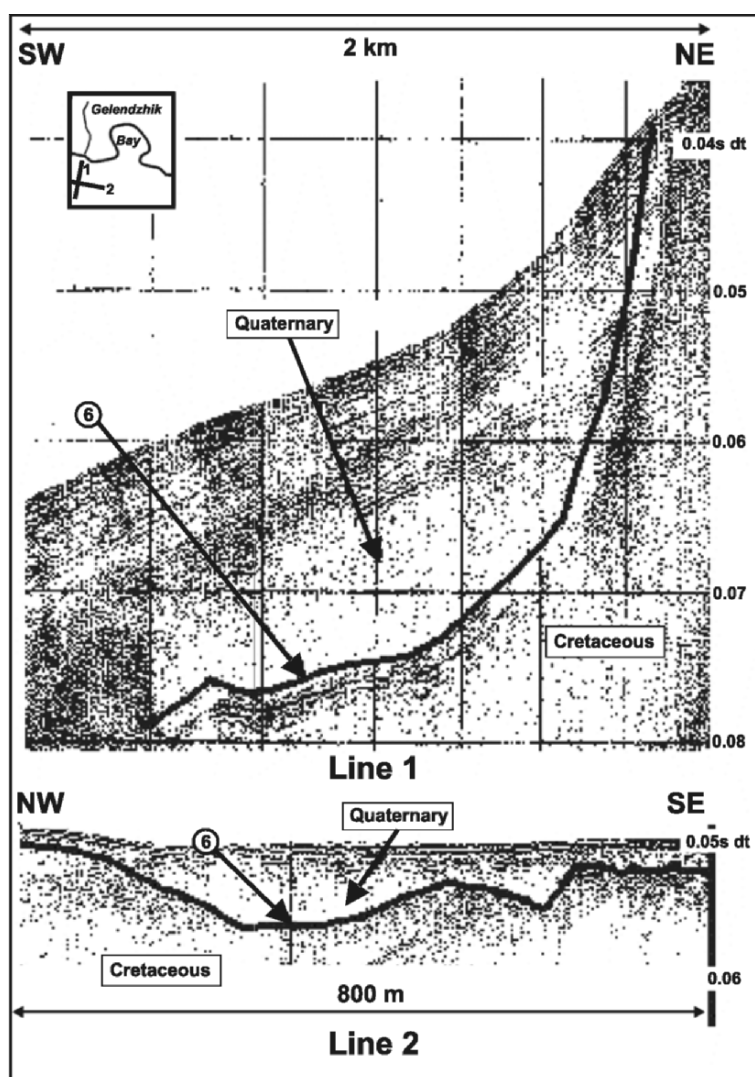 2 km
SW NE
Gelendzhik
Bay
1
2
0.04s dt
0.05
Quaternary
6
0.06
0.07
Cretaceous
0.08
Line 1
NW SE
Quaternary
6
0.05s dt
Cretaceous
0.06
800 m
Line 2